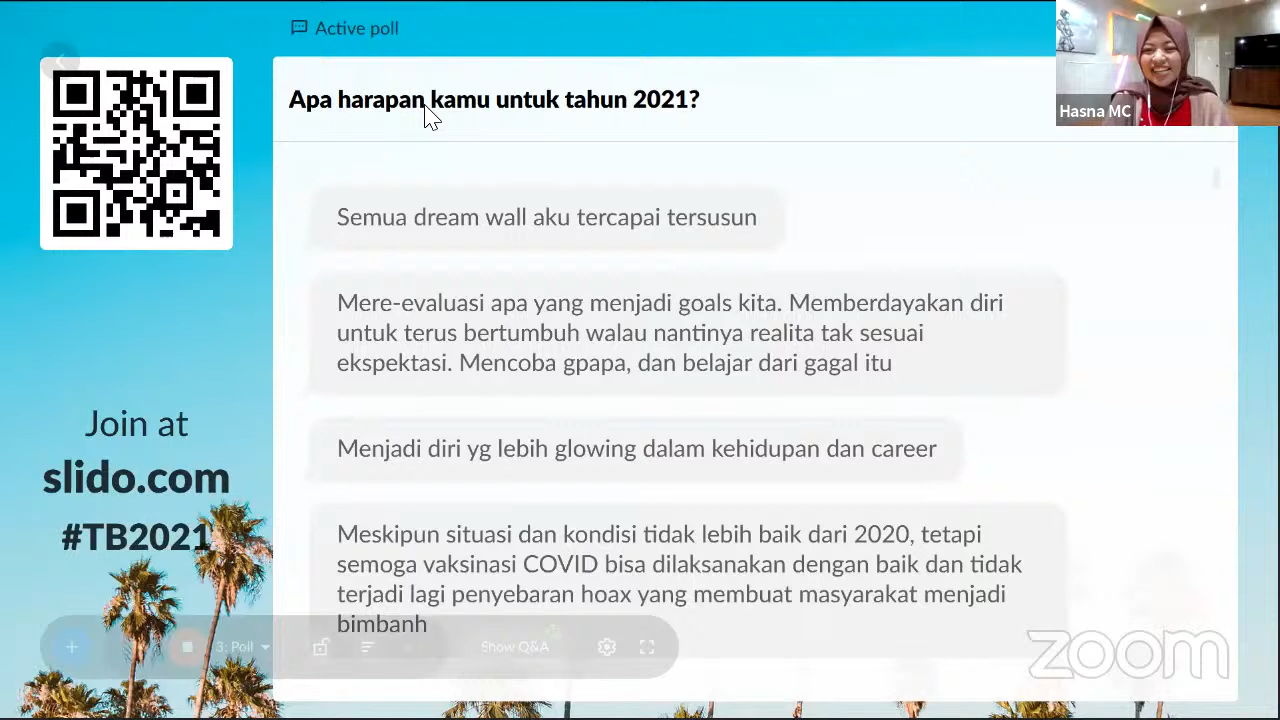 Active poll
Apa harapan kamu untuk tahun 2021?
Hasna MC
Semua dream wall aku tercapai tersusun
Mere-evaluasi apa yang menjadi goals kita. Memberdayakan diri
untuk terus bertumbuh walau nantinya realita tak sesuai
ekspektasi. Mencoba gpapa, dan belajar dari gagal itu
Menjadi diri yg lebih glowing dalam kehidupan dan career
Meskipun situasi dan kondisi tidak lebih baik dari 2020, tetapi
semoga vaksinasi COVID bisa dilaksanakan dengan baik dan tidak
terjadi lagi penyebaran hoax yang membuat masyarakat menjadi
bimbanh
Join at
slido.com
#TB2021
3: Poll
Show Q&A
zoom